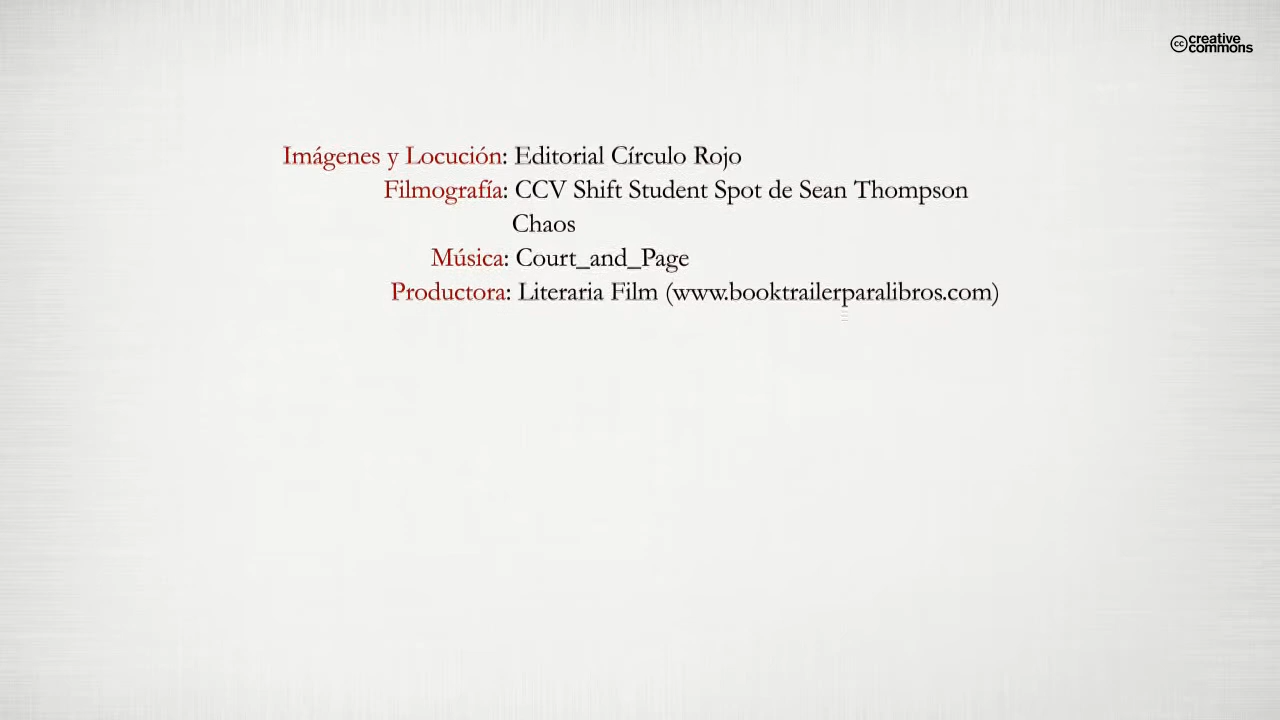 creative
commons
Imágenes y Locución: Editorial Círculo Rojo
Filmografía: CCV Shift Student Spot de Sean Thompson
Chaos
Música: Court_and_Page
Productora: Literaria Film (www.booktrailerparalibros.com)